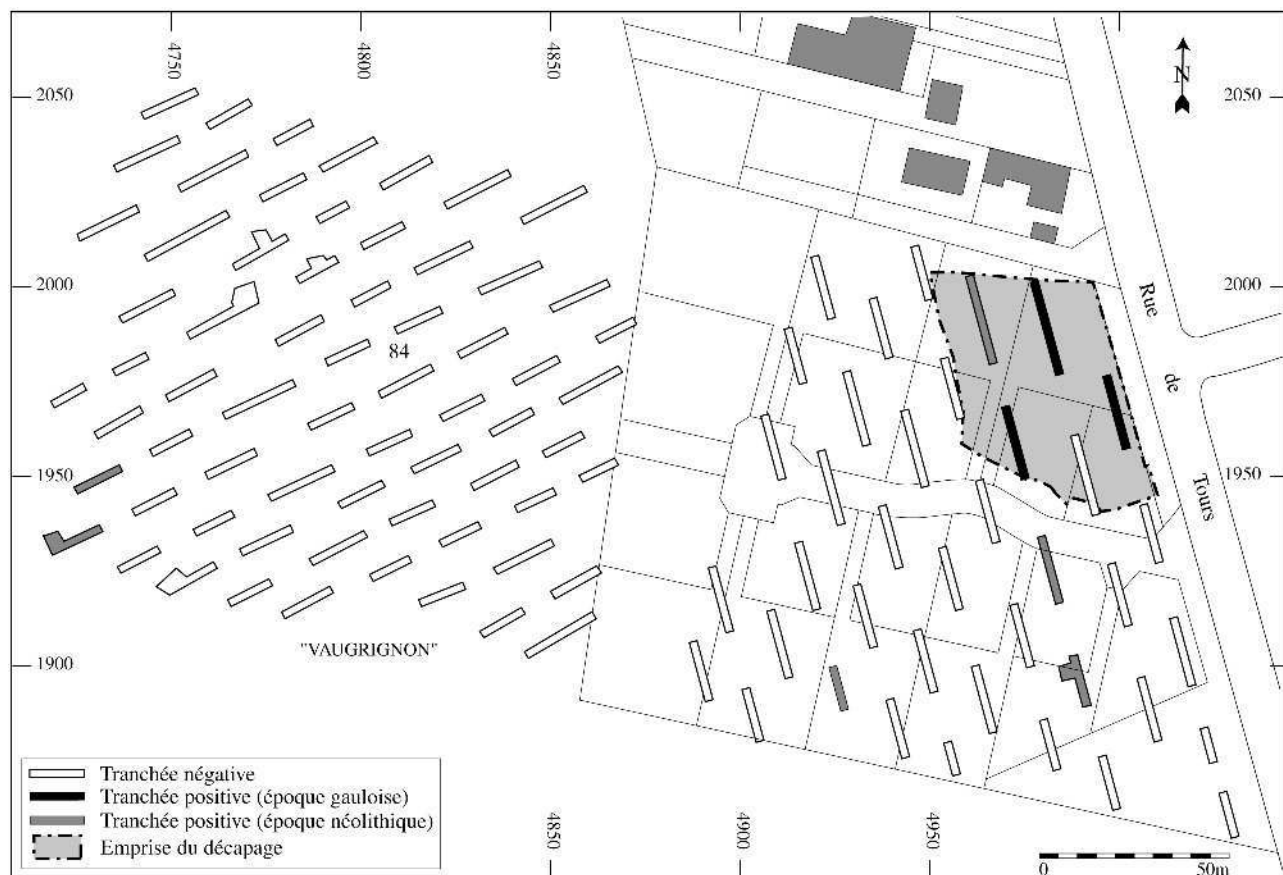 4750
4800
4850
N
2050
2050
2000
2000
Rue
de
Tours
84
1950
1950
"VAUGRIGNON"
1900
1900
Tranchée négative
Tranchée positive (époque gauloise)
Tranchée positive (époque néolithique)
Emprise du décapage
4850
4900
4950
0
50m